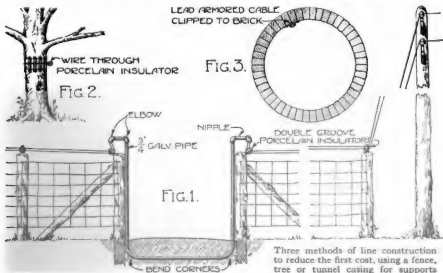 LEAD ARMORED CABLE
CLIPPED TO BRICK
WIRE THROUGH
PORCELAIN INSULATOR
FIG. 2.
FIG. 3.
ELBOW
3/4" GALV. PIPE
NIPPLE
DOUBLE GROOVE
PORCELAIN INSULATORS
FIG. 1.
BEND CORNERS
Three methods of line construction
to reduce the first cost, using a fence,
tree or tunnel casing for supports